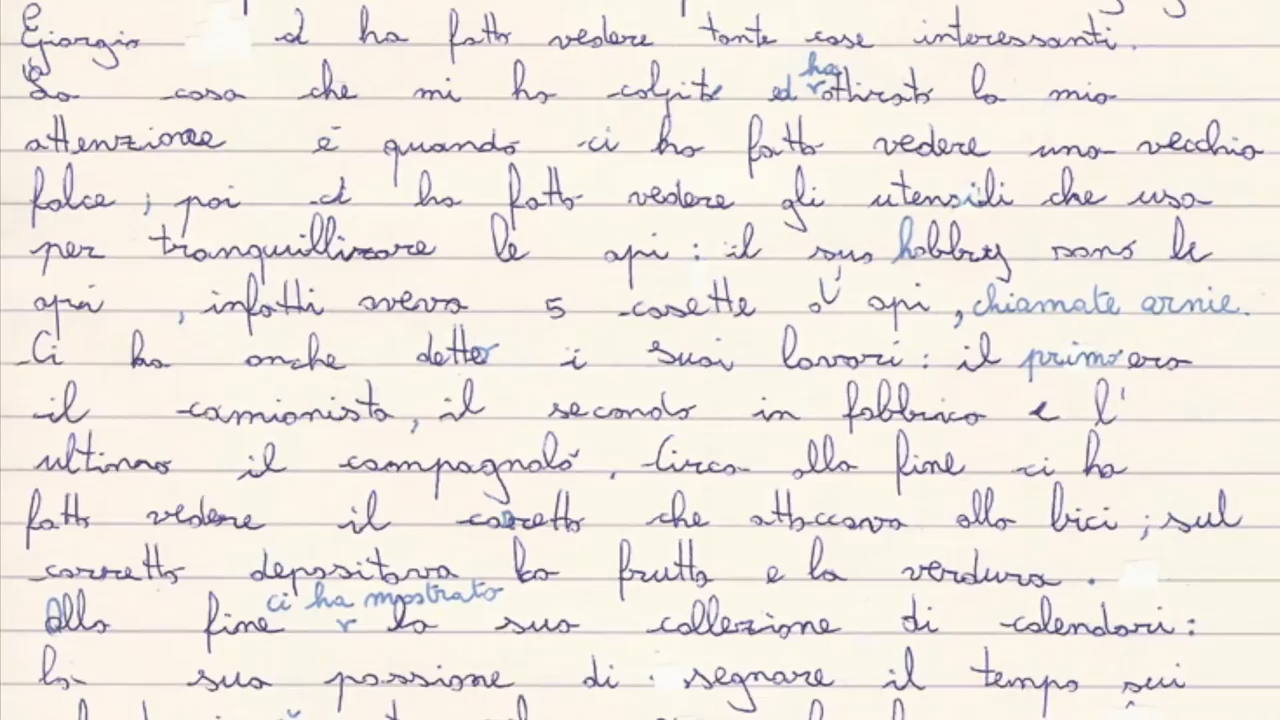 Giorgio ci ha fatto vedere tante cose interessanti.
La cosa che mi ha colpito ed ha attirato la mia
attenzione è quando ci ha fatto vedere una vecchia
falce; poi ci ha fatto vedere gli utensili che usa
per tranquillizzare le api: il suo hobby sono le
api, infatti aveva 5 casette d' api, chiamate arnie.
Ci ha anche detto i suoi lavori: il primo era
il camionista, il secondo in fabbrica e l'
ultimo il campagnolo. Circa alla fine ci ha
fatto vedere il carretto che attaccava alla bici; sul
carretto depositava la frutta e la verdura.
Alla fine ci ha mostrato la sua collezione di calendari:
la sua passione di segnare il tempo sui